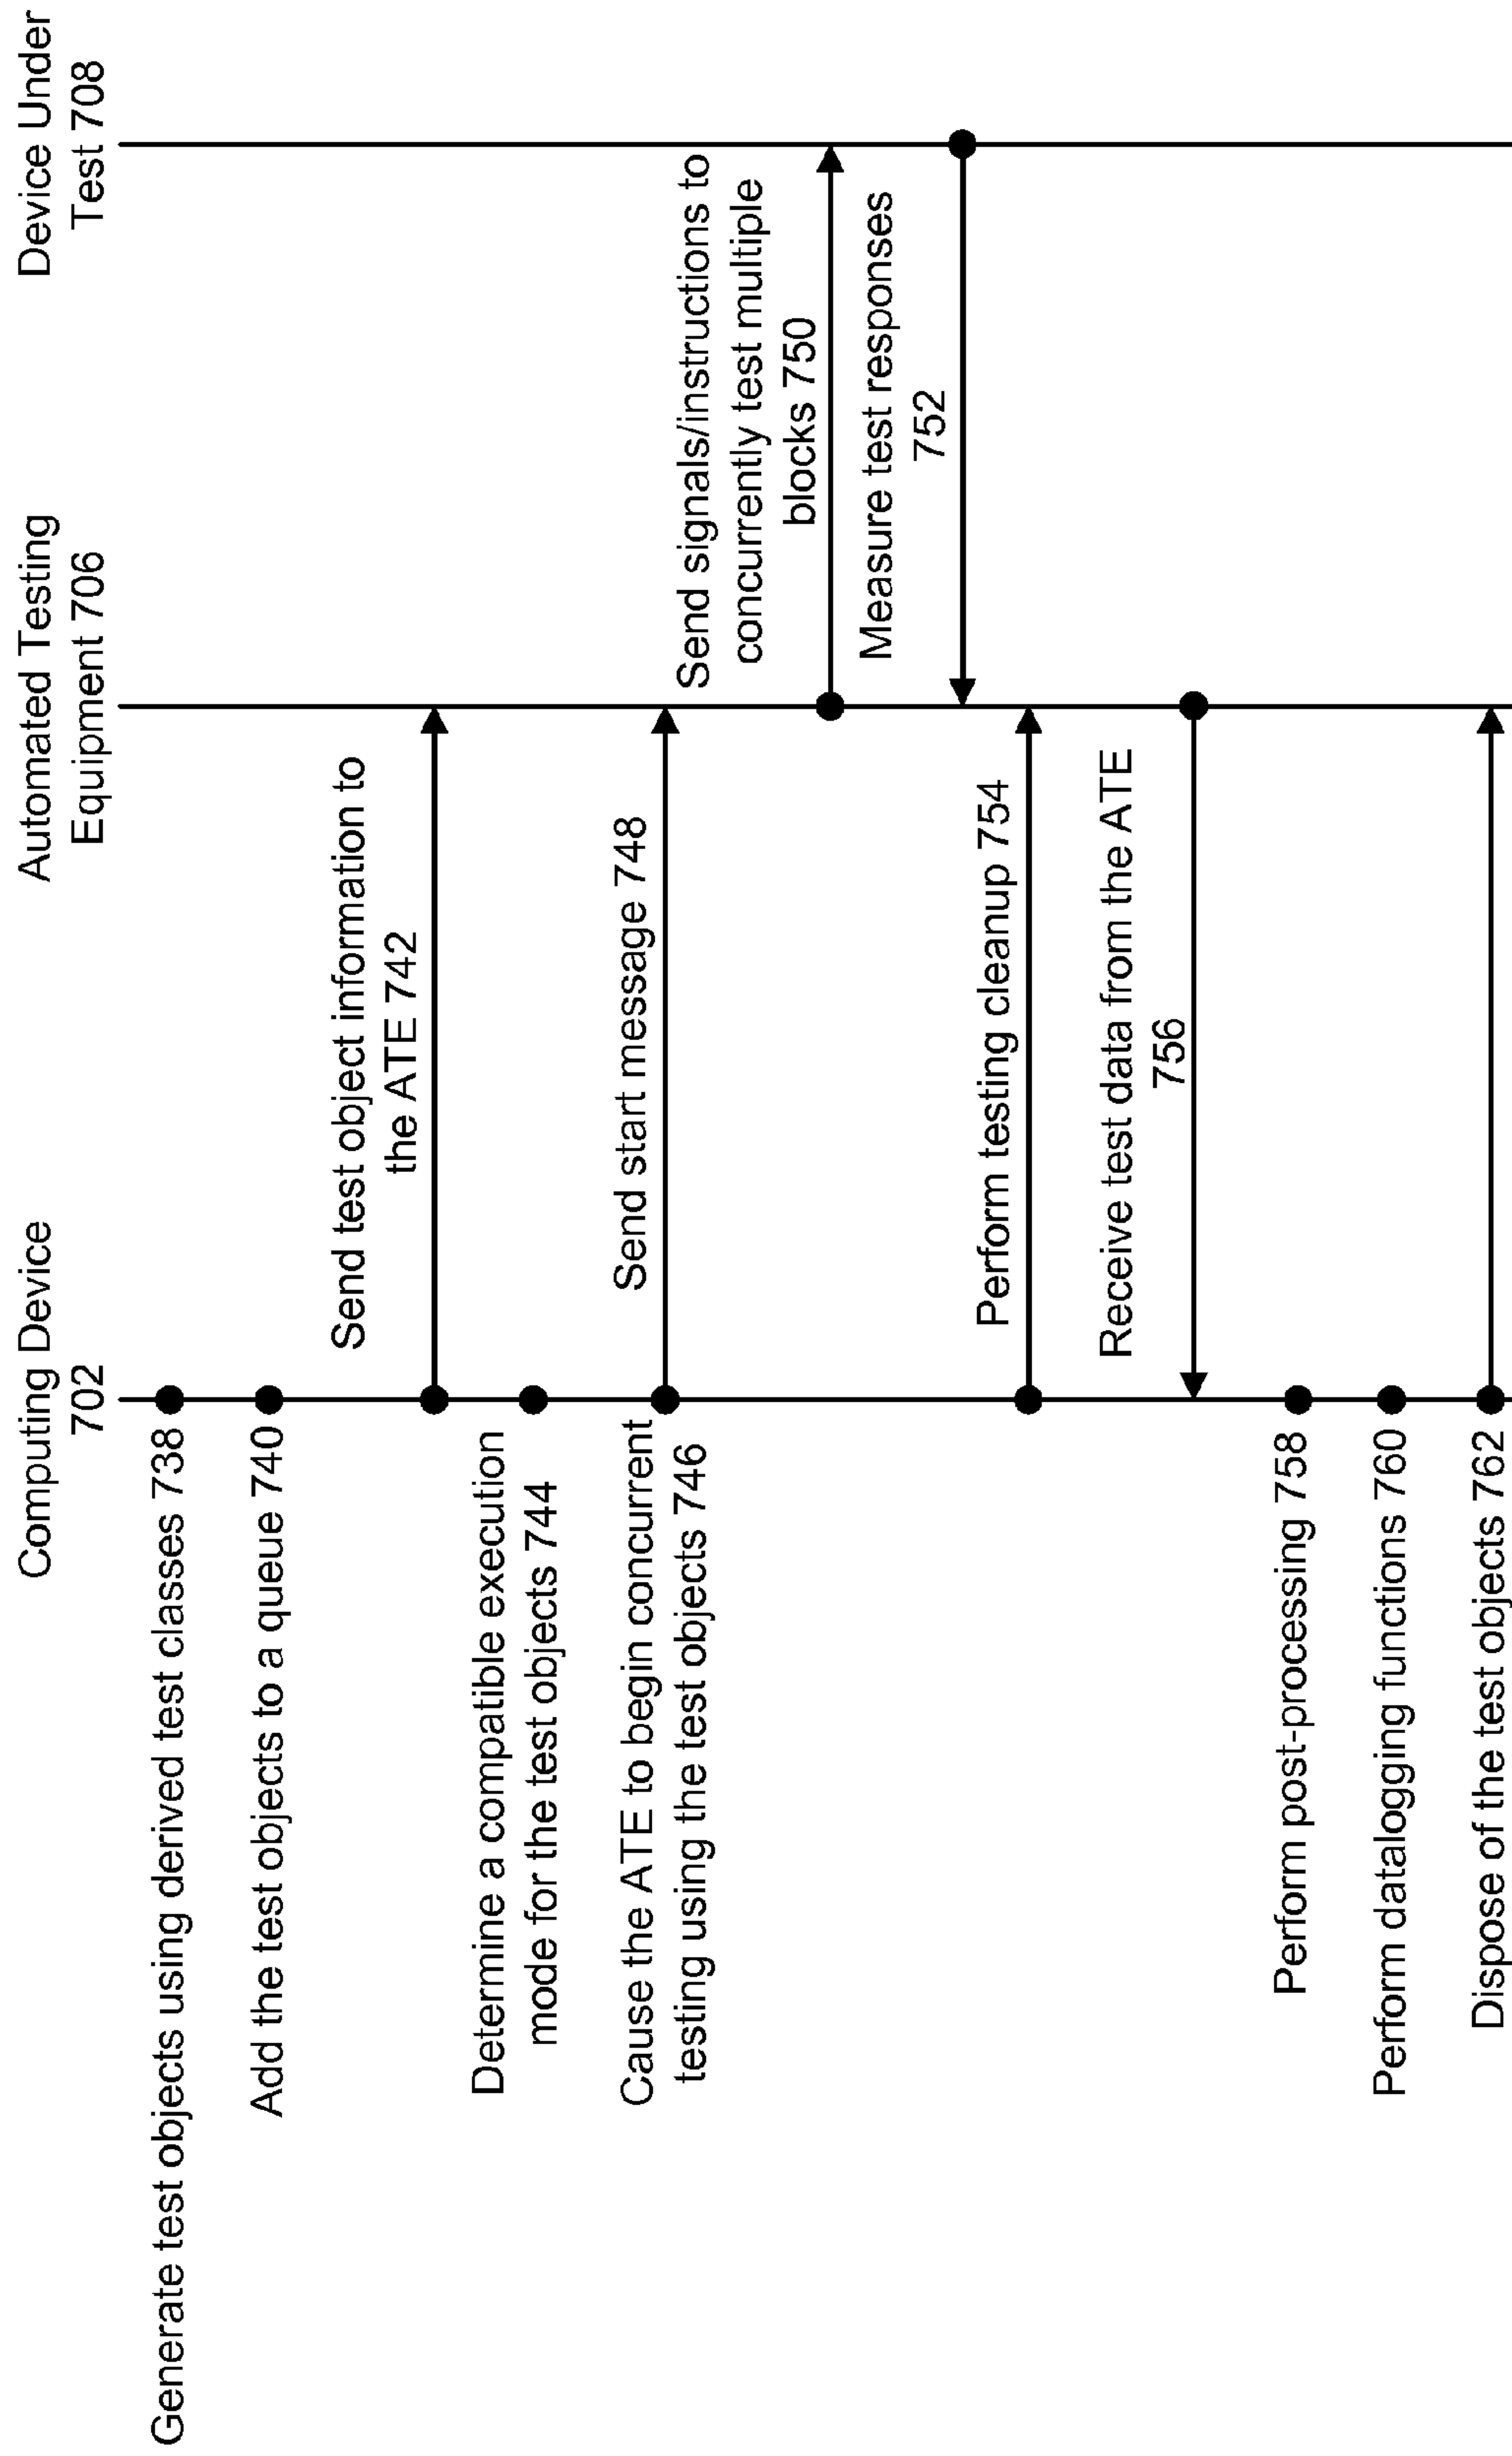 Computing Device
702
Automated Testing
Equipment 706
Device Under
Test 708
Generate test objects using derived test classes 738
Add the test objects to a queue 740
Send test object information to
the ATE 742
Determine a compatible execution
mode for the test objects 744
Cause the ATE to begin concurrent
testing using the test objects 746
Send start message 748
Send signals/instructions to
concurrently test multiple
blocks 750
Measure test responses
752
Perform testing cleanup 754
Receive test data from the ATE
756
Perform post-processing 758
Perform datalogging functions 760
Dispose of the test objects 762